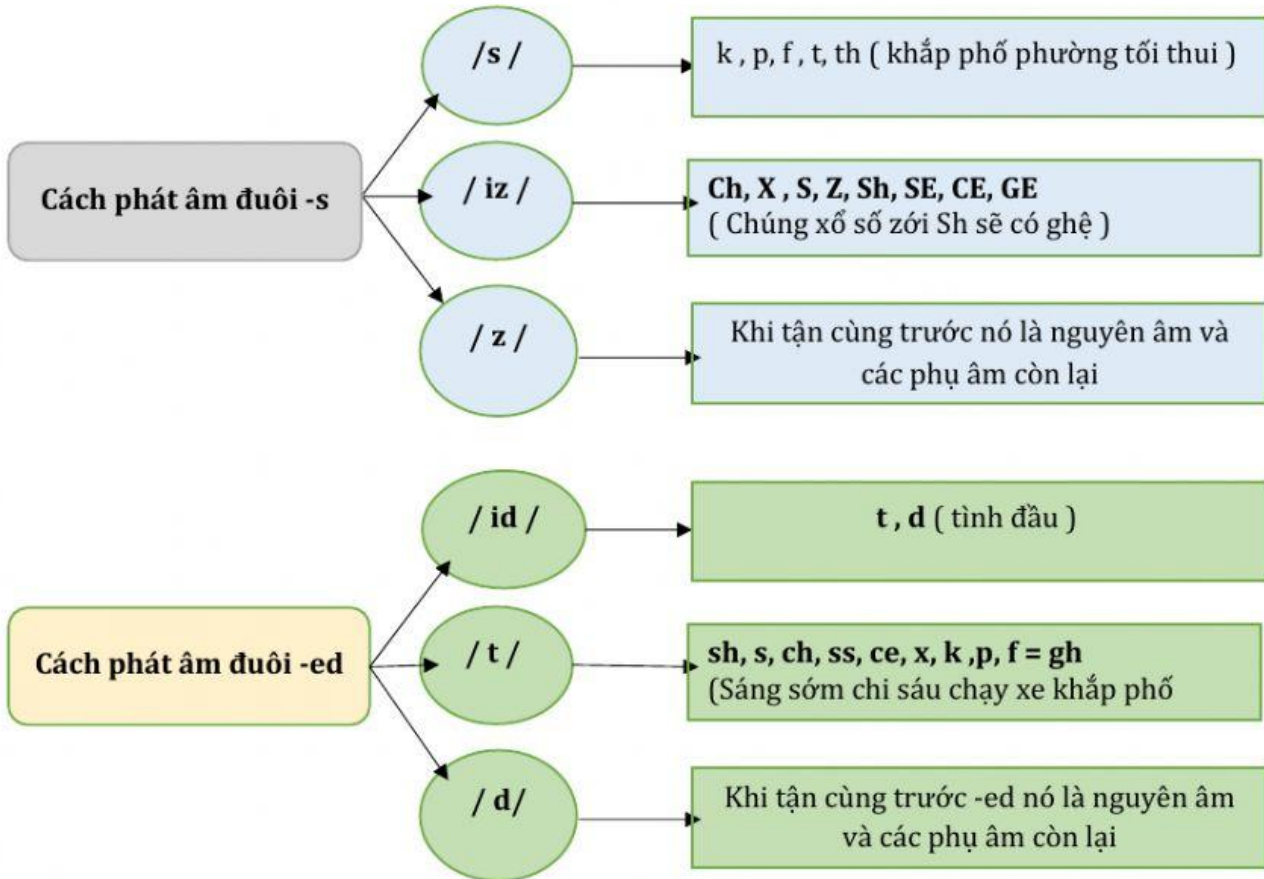 Cách phát âm đuôi -s
/s /
k , p, f , t, th ( khắp phố phường tối thui )
/ iz /
Ch, X , S, Z, Sh, SE, CE, GE
( Chúng xổ số zới Sh sẽ có ghệ )
/ z /
Khi tận cùng trước nó là nguyên âm và
các phụ âm còn lại
Cách phát âm đuôi -ed
/ id /
t , d ( tình đầu )
/ t /
sh, s, ch, ss, ce, x, k ,p, f = gh
(Sáng sớm chi sáu chạy xe khắp phố
/ d/
Khi tận cùng trước -ed nó là nguyên âm
và các phụ âm còn lại